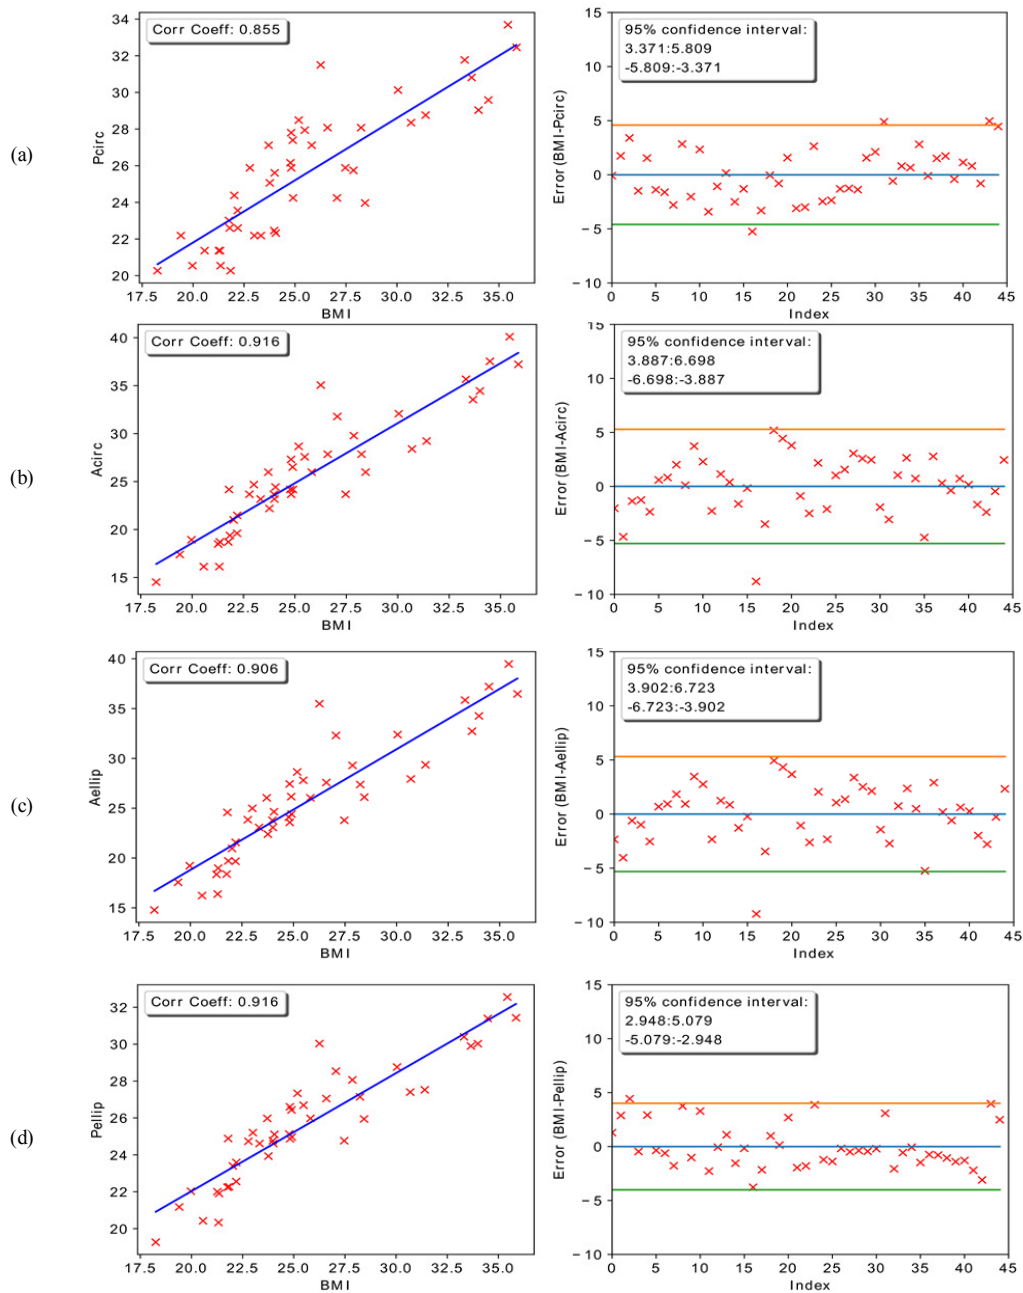 (a)
Corr Coeff: 0.855
Pcirc
34
32
30
28
26
24
22
20
17.5 20.0 22.5 25.0 27.5 30.0 32.5 35.0
BMI
95% confidence interval:
3.371:5.809
-5.809:-3.371
Error (BMI-Pcirc)
15
10
5
0
−5
−10
0 5 10 15 20 25 30 35 40 45
Index
(b)
Corr Coeff: 0.916
Acirc
40
35
30
25
20
15
17.5 20.0 22.5 25.0 27.5 30.0 32.5 35.0
BMI
95% confidence interval:
3.887:6.698
-6.698:-3.887
Error (BMI-Acirc)
15
10
5
0
−5
−10
0 5 10 15 20 25 30 35 40 45
Index
(c)
Corr Coeff: 0.906
Aellip
40
35
30
25
20
15
17.5 20.0 22.5 25.0 27.5 30.0 32.5 35.0
BMI
95% confidence interval:
3.902:6.723
-6.723:-3.902
Error (BMI-Aellip)
15
10
5
0
−5
−10
0 5 10 15 20 25 30 35 40 45
Index
(d)
Corr Coeff: 0.916
Pellip
32
30
28
26
24
22
20
17.5 20.0 22.5 25.0 27.5 30.0 32.5 35.0
BMI
95% confidence interval:
2.948:5.079
-5.079:-2.948
Error (BMI-Pellip)
15
10
5
0
−5
−10
0 5 10 15 20 25 30 35 40 45
Index